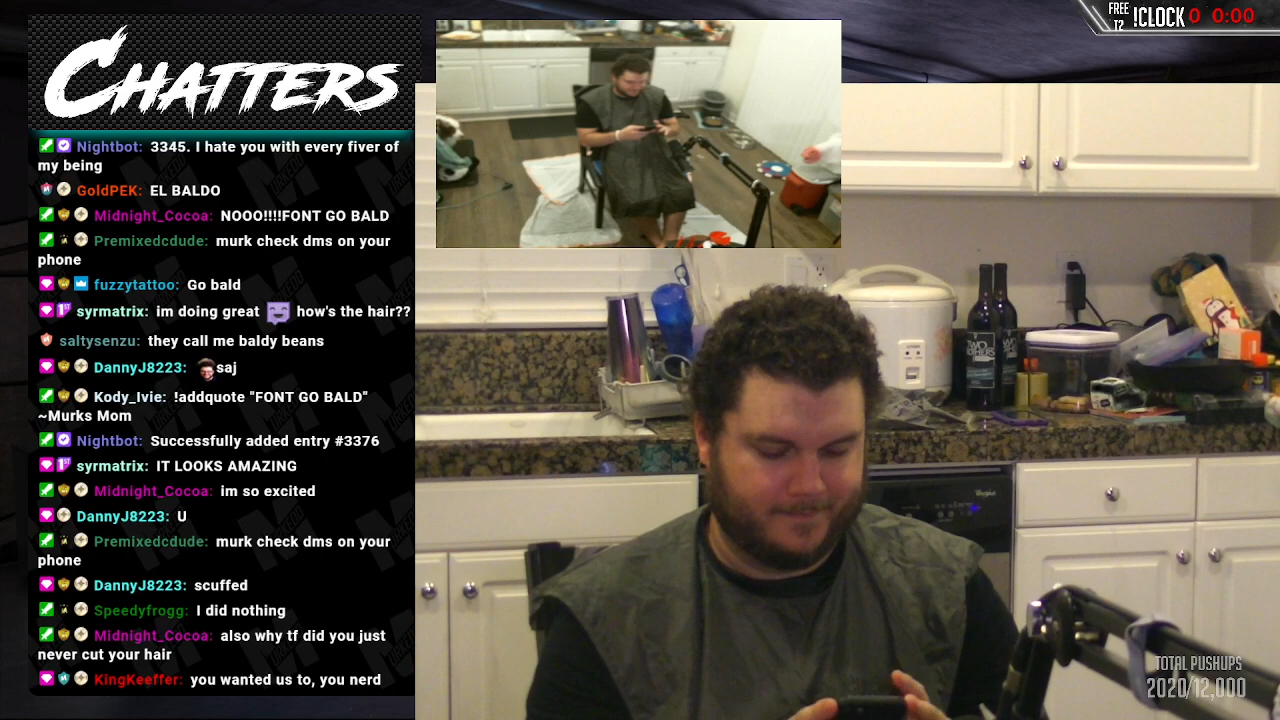 CHATTERS
Nightbot: 3345. I hate you with every fiver of
my being
GoldPEK: EL BALDO
Midnight_Cocoa: NOOO!!!!FONT GO BALD
Premixedcdude: murk check dms on your
phone
fuzzytattoo: Go bald
syrmatrix: im doing great how's the hair??
saltysenzu: they call me baldy beans
DannyJ8223: saj
Kody_Ivie: !addquote "FONT GO BALD"
~Murks Mom
Nightbot: Successfully added entry #3376
syrmatrix: IT LOOKS AMAZING
Midnight_Cocoa: im so excited
DannyJ8223: U
Premixedcdude: murk check dms on your
phone
DannyJ8223: scuffed
Speedyfrogg: I did nothing
Midnight_Cocoa: also why tf did you just
never cut your hair
KingKeeffer: you wanted us to, you nerd
FREE
T2
!CLOCK 0 0:00
TWO
OTHERS
Whirlpool
TOTAL PUSHUPS
2020/12,000